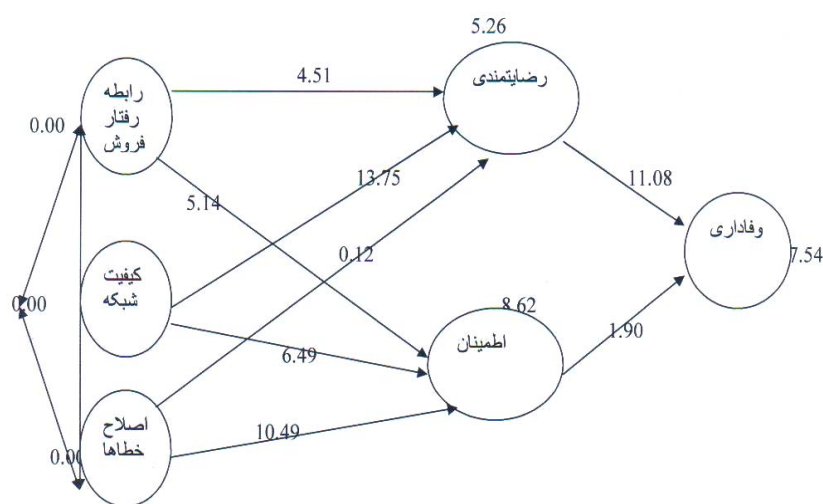 5.26
رضایتمندی
4.51
رابطه
رفتار
فروش
0.00
13.75
5.14
11.08
وفاداری
7.54
0.12
کیفیت
شبکه
0.00
8.62
اطمینان
1.90
6.49
اصلاح
خطاها
10.49
0.00